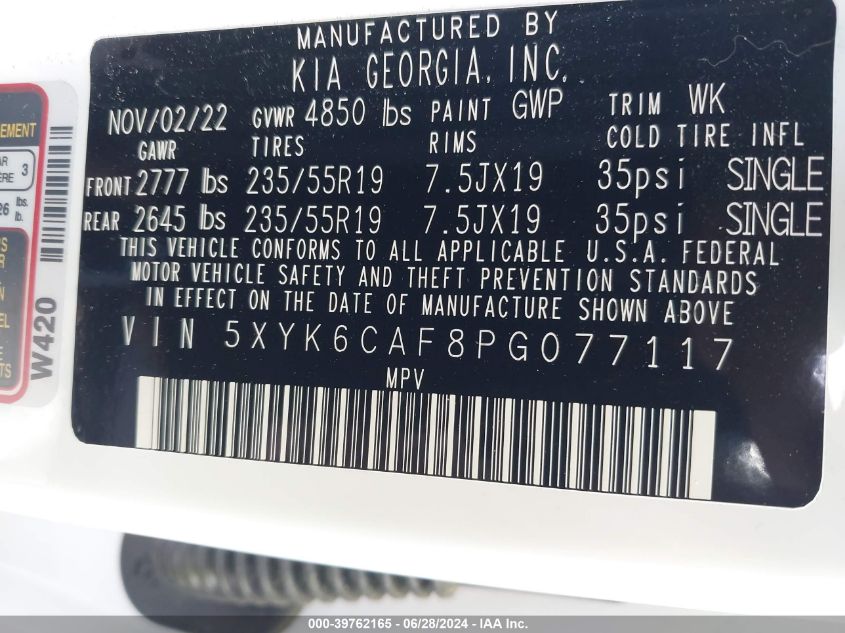 MANUFACTURED BY
KIA GEORGIA, INC.
NOV/02/22 GVWR 4850 lbs PAINT GWP TRIM WK
GAWR TIRES RIMS COLD TIRE INFL
FRONT 2777 lbs 235/55R19 7.5JX19 35psi SINGLE
REAR 2645 lbs 235/55R19 7.5JX19 35psi SINGLE
THIS VEHICLE CONFORMS TO ALL APPLICABLE U.S.A. FEDERAL
MOTOR VEHICLE SAFETY AND THEFT PREVENTION STANDARDS
IN EFFECT ON THE DATE OF MANUFACTURE SHOWN ABOVE
VIN 5XYK6CAF8PG077117
MPV
W420
3
lbs.
lb.
000-39762165 - 06/28/2024 - IAA Inc.